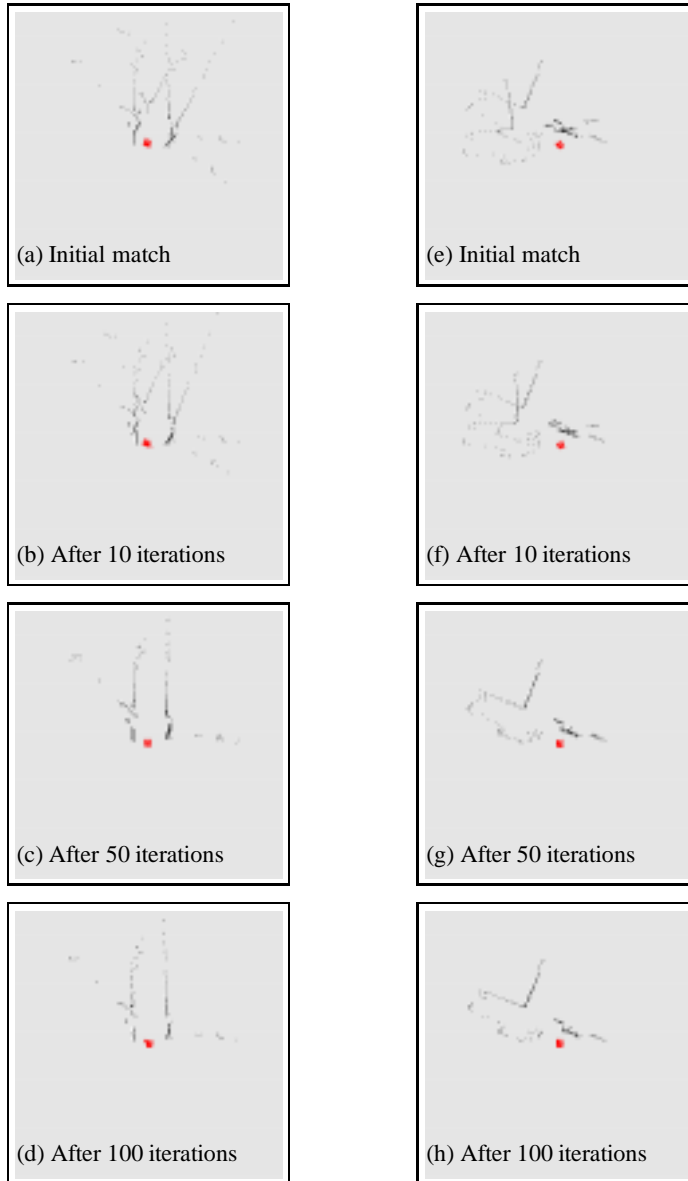 (a) Initial match
(e) Initial match
(b) After 10 iterations
(f) After 10 iterations
(c) After 50 iterations
(g) After 50 iterations
(d) After 100 iterations
(h) After 100 iterations